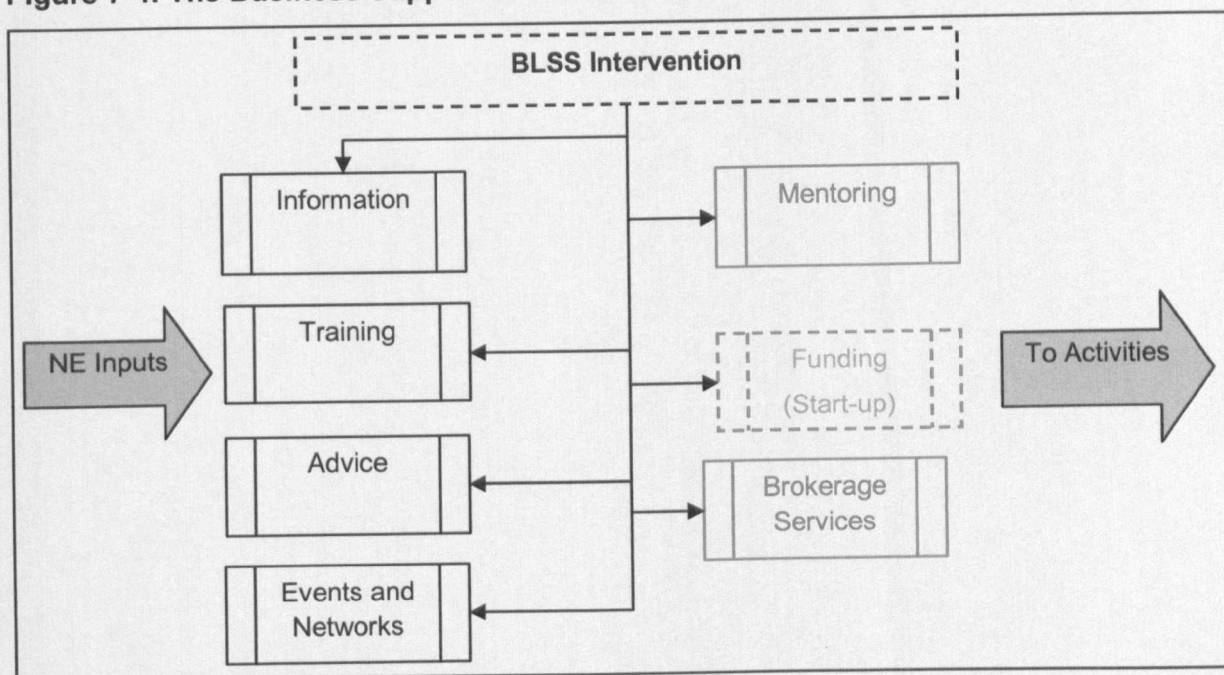 BLSS Intervention
Information
Mentoring
NE Inputs
Training
Funding
(Start-up)
To Activities
Advice
Brokerage
Services
Events and
Networks